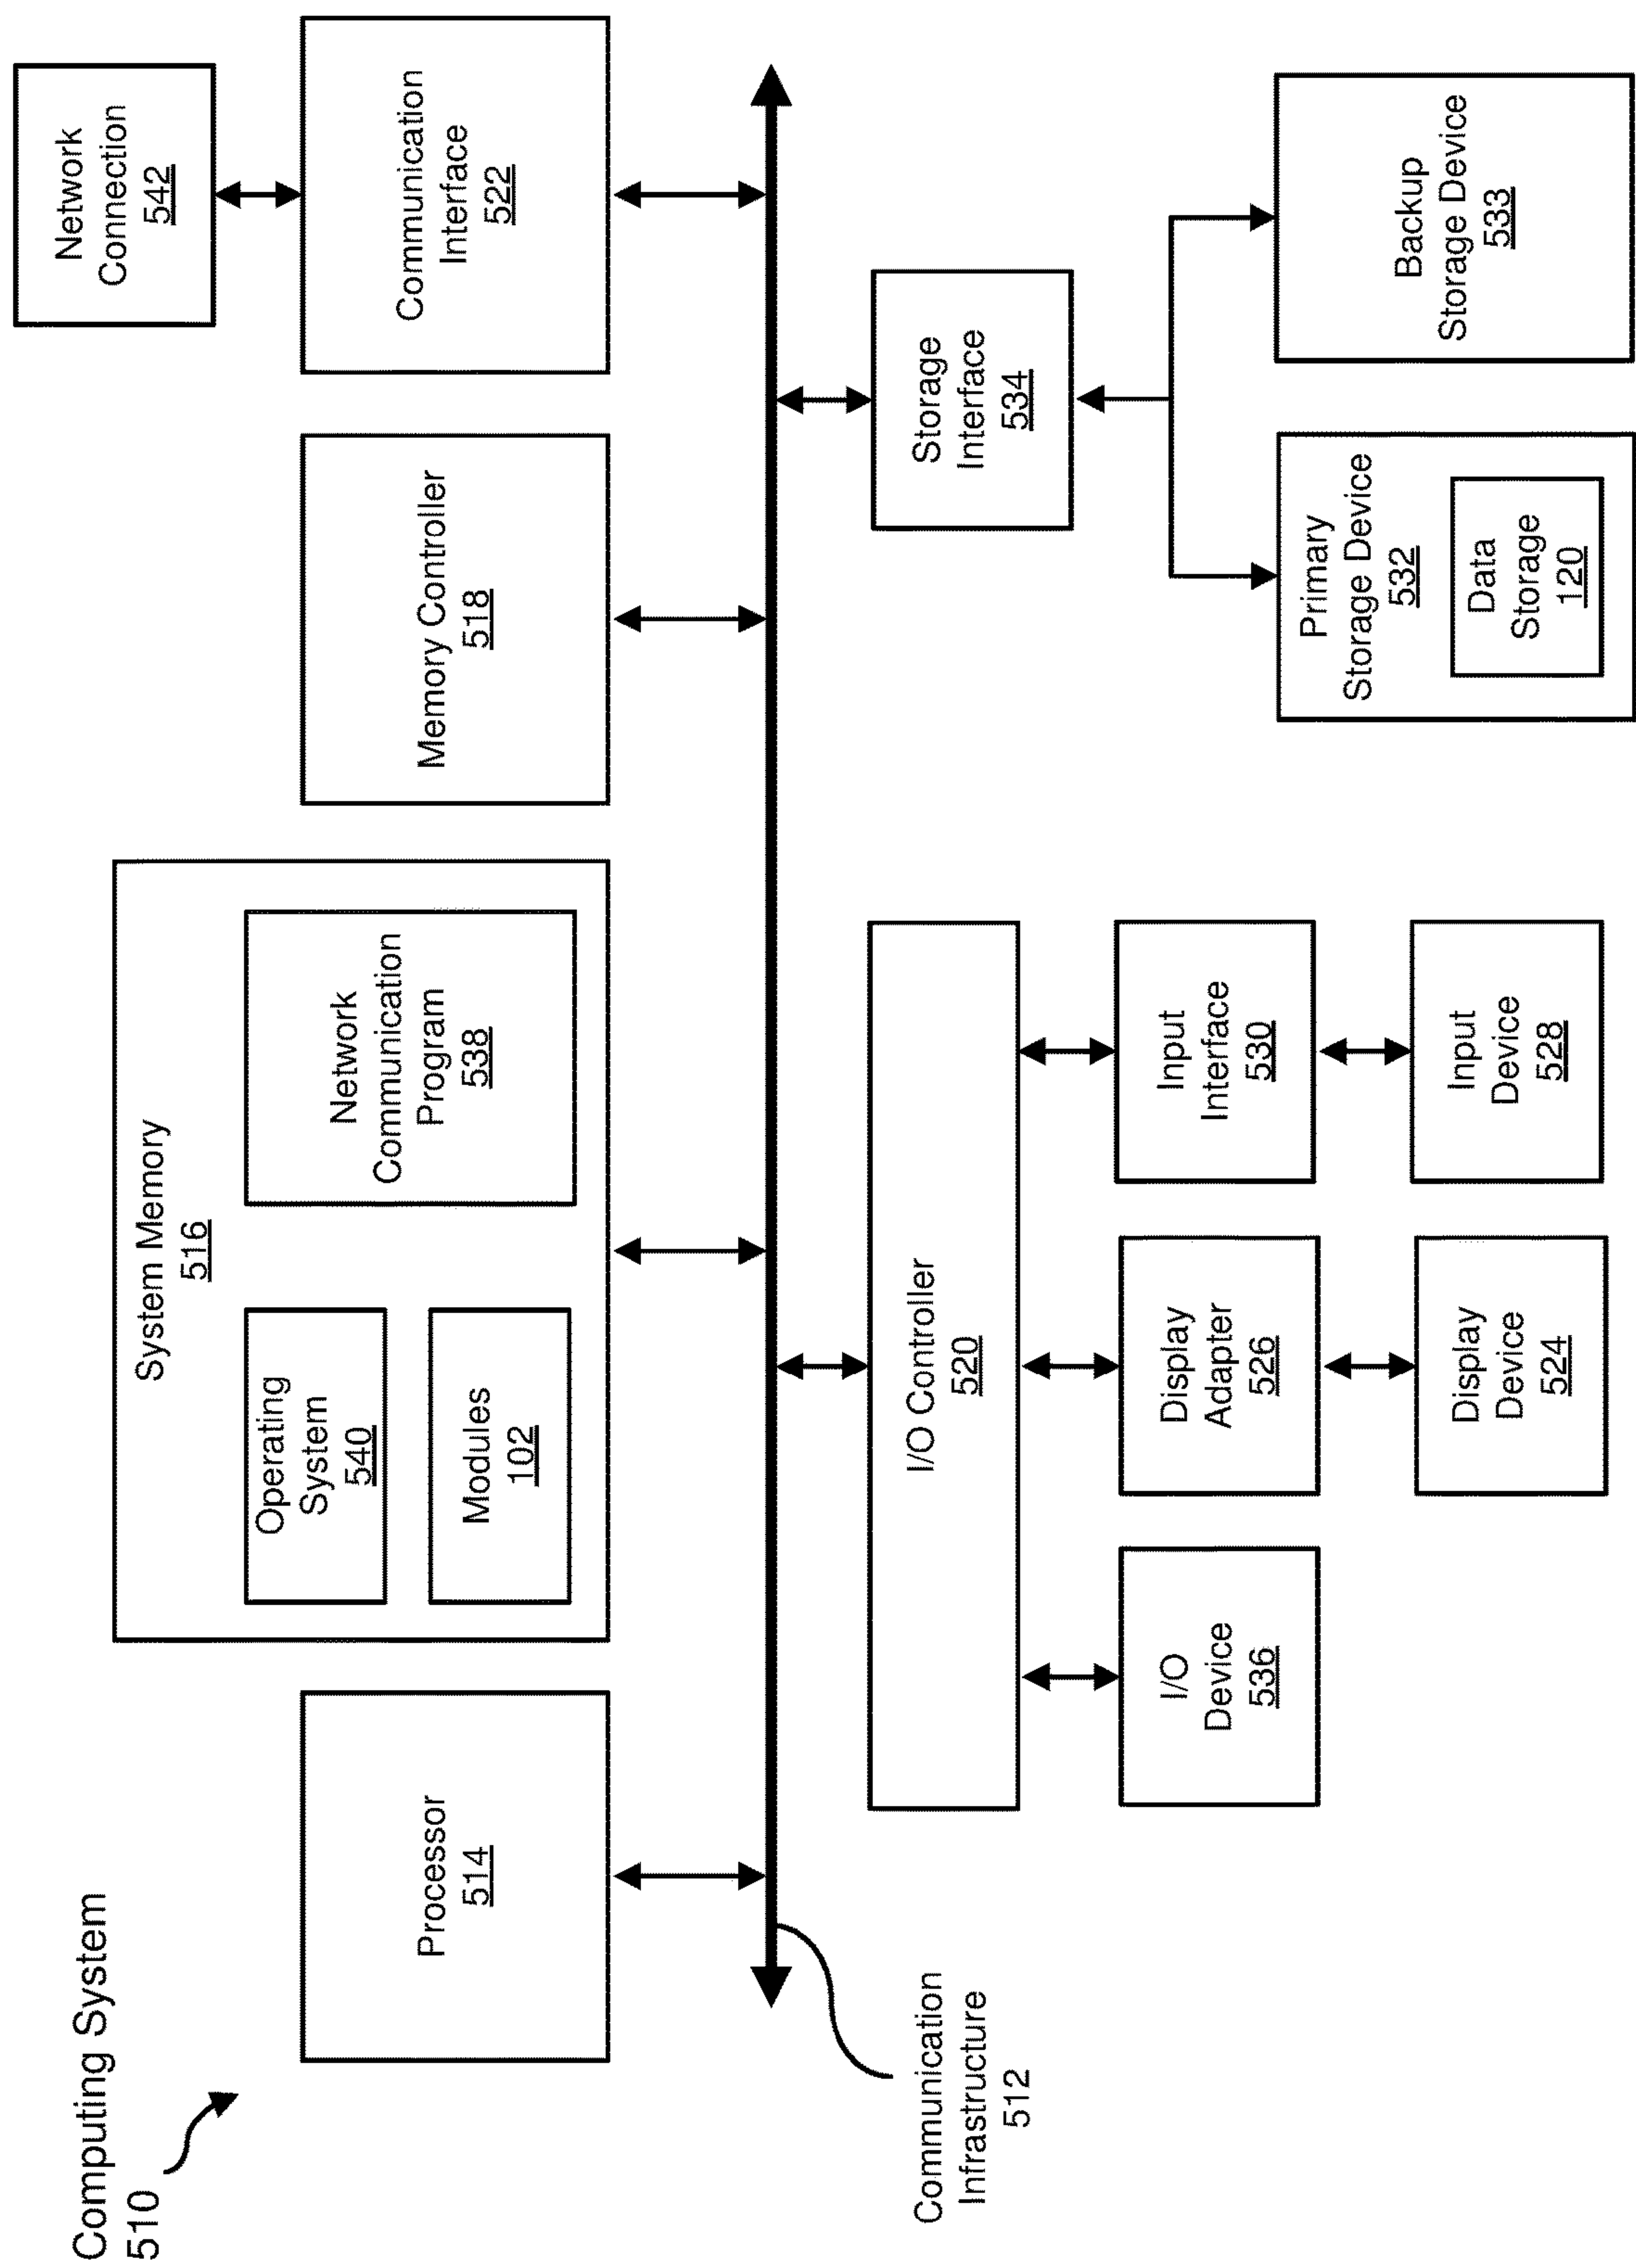 Computing System
510
Processor
514
System Memory
516
Operating
System
540
Modules
102
Network
Communication
Program
538
Memory Controller
518
Communication
Interface
522
Network
Connection
542
Communication
Infrastructure
512
I/O Controller
520
I/O
Device
536
Display
Adapter
526
Display
Device
524
Input
Interface
530
Input
Device
528
Storage
Interface
534
Primary
Storage Device
532
Data
Storage
120
Backup
Storage Device
533